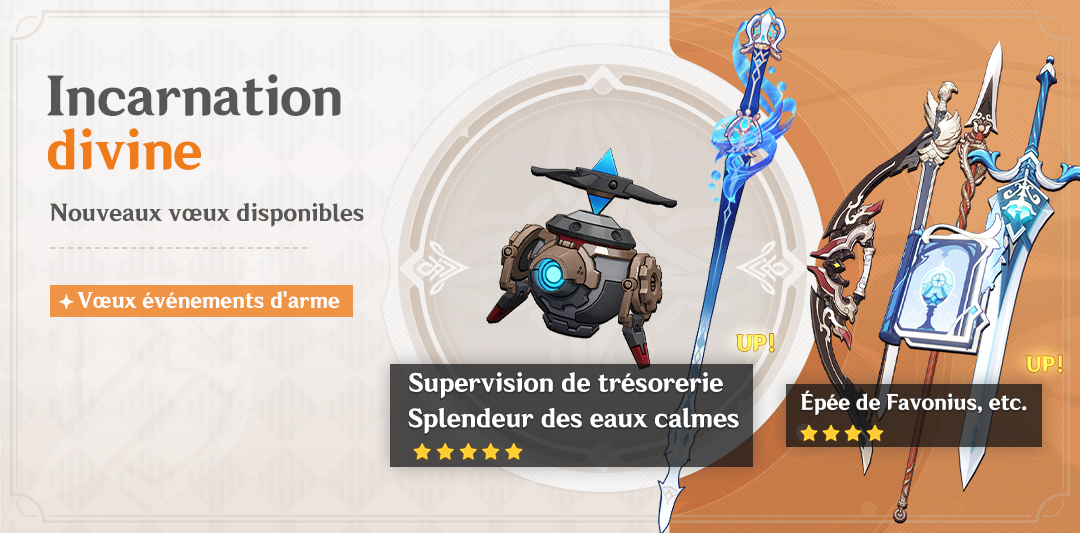 Incarnation
divine
Nouveaux vœux disponibles
Vœux événements d'arme
UP!
Supervision de trésorerie
Splendeur des eaux calmes
UP!
Épée de Favonius, etc.